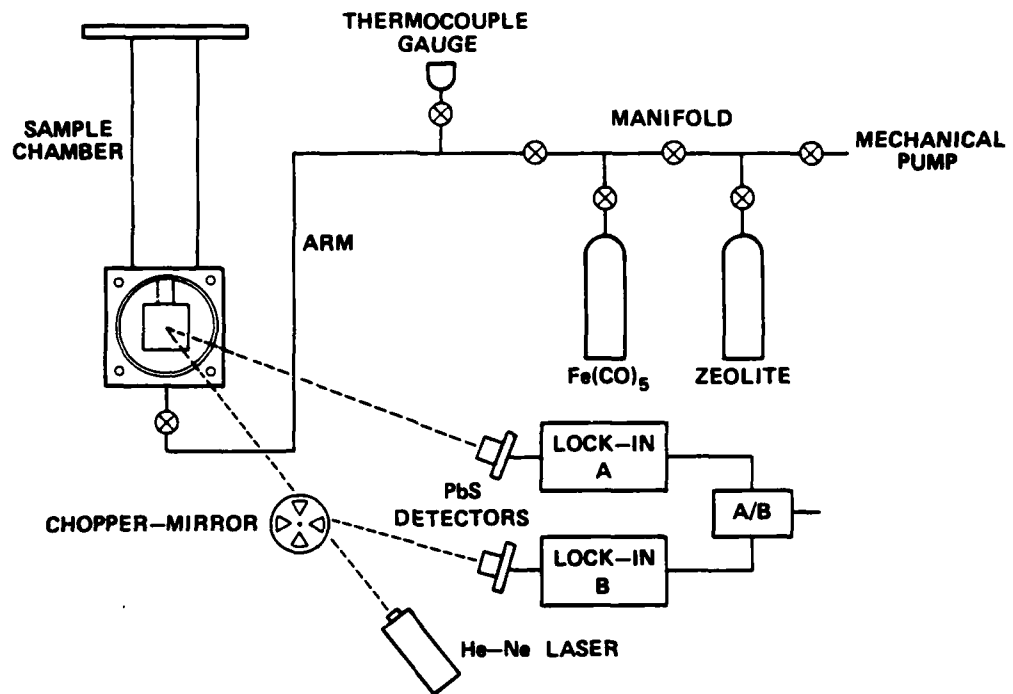 THERMOCOUPLE
GAUGE
SAMPLE
CHAMBER
MANIFOLD
MECHANICAL
PUMP
ARM
Fe(CO)5
ZEOLITE
LOCK-IN
A
PbS
DETECTORS
A/B
CHOPPER-MIRROR
LOCK-IN
B
He-Ne LASER